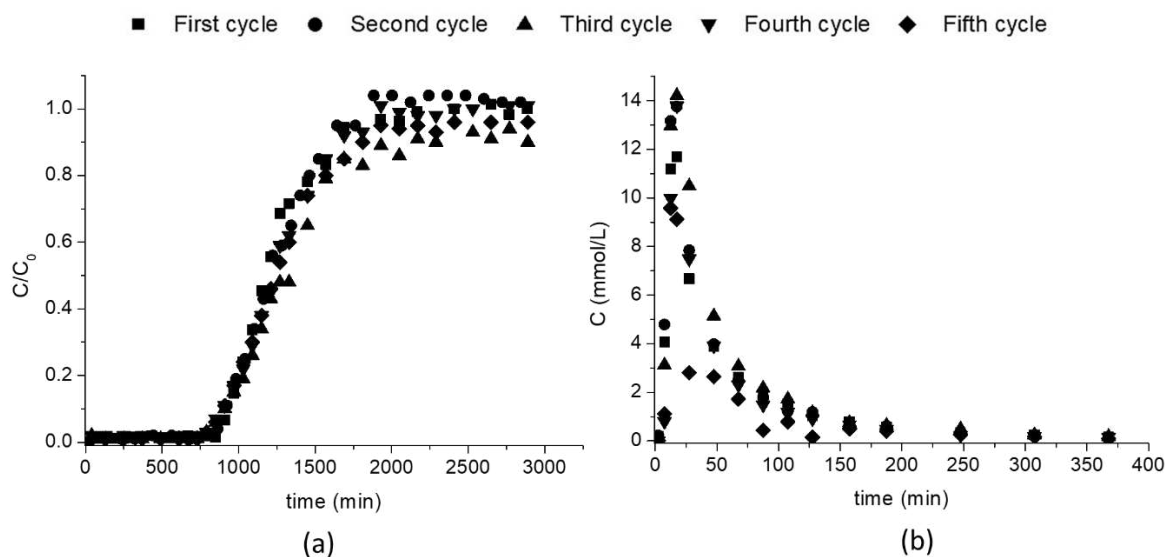 First cycle Second cycle Third cycle Fourth cycle Fifth cycle
C/C0
1.0
0.8
0.6
0.4
0.2
0.0
0 500 1000 1500 2000 2500 3000
time (min)
(a)
C (mmol/L)
14
12
10
8
6
4
2
0
0 50 100 150 200 250 300 350 400
time (min)
(b)